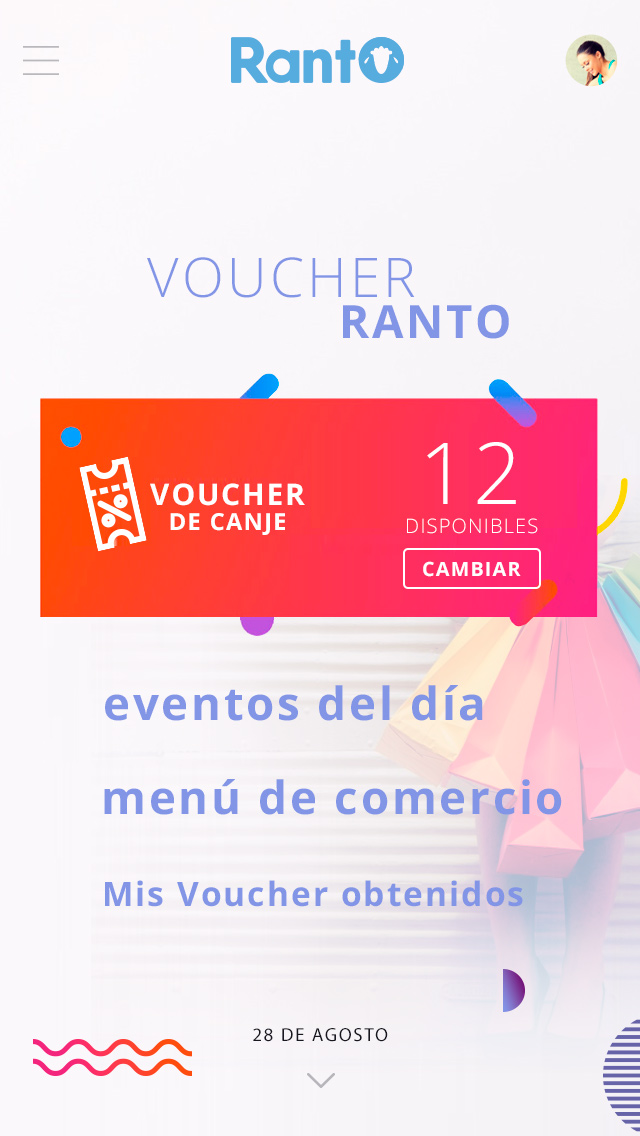 RantO
VOUCHER
RANTO
VOUCHER
DE CANJE
12
DISPONIBLES
CAMBIAR
eventos del día
menú de comercio
Mis Voucher obtenidos
28 DE AGOSTO